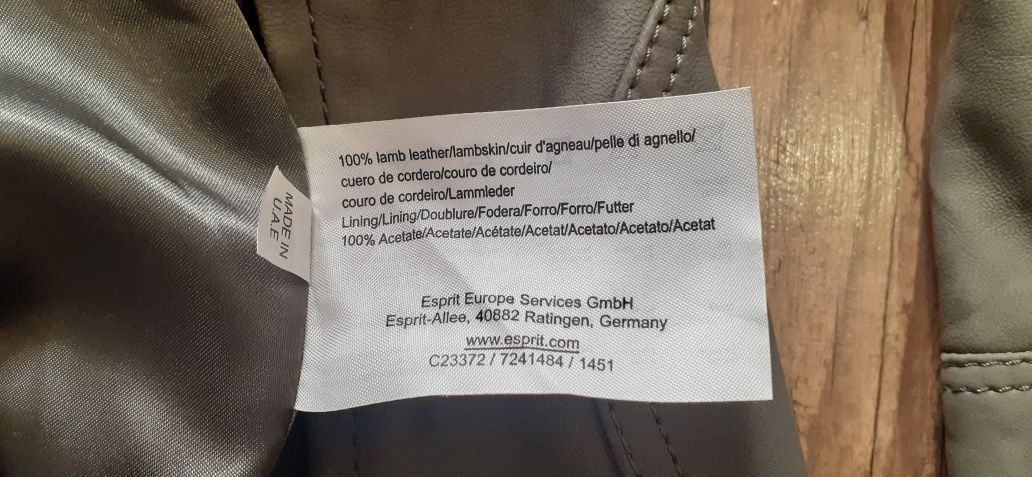 100% lamb leather/lambskin/cuir d'agneau/pelle di agnello/
cuero de cordero/couro de cordeiro/
couro de cordeiro/Lammleder
Lining/Lining/Doublure/Fodera/Forro/Forro/Futter
100% Acetate/Acetate/Acétate/Acetat/Acetato/Acetato/Acetat
Esprit Europe Services GmbH
Esprit-Allee, 40882 Ratingen, Germany
www.esprit.com
C23372 / 7241484 / 1451
MADE IN
U.A.E